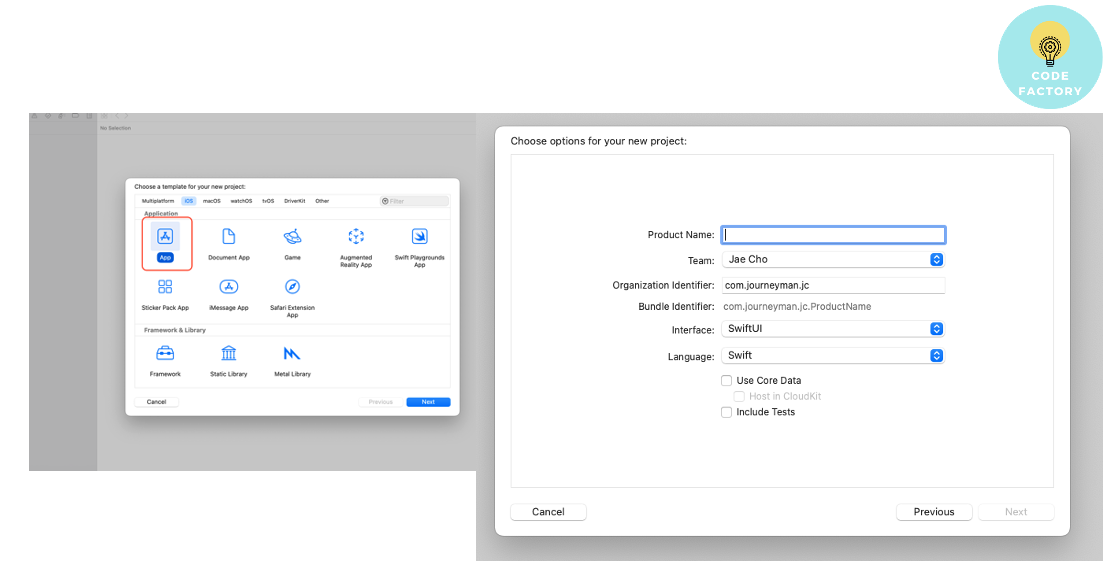 CODE
FACTORY
No Selection
Choose a template for your new project:
Multiplatform iOS macOS watchOS tvOS DriverKit Other Filter
Application
App Document App Game Augmented Reality App Swift Playgrounds App
Sticker Pack App iMessage App Safari Extension App
Framework & Library
Framework Static Library Metal Library
Cancel Previous Next
Choose options for your new project:
Product Name:
Team: Jae Cho
Organization Identifier: com.journeyman.jc
Bundle Identifier: com.journeyman.jc.ProductName
Interface: SwiftUI
Language: Swift
Use Core Data
Host in CloudKit
Include Tests
Cancel Previous Next